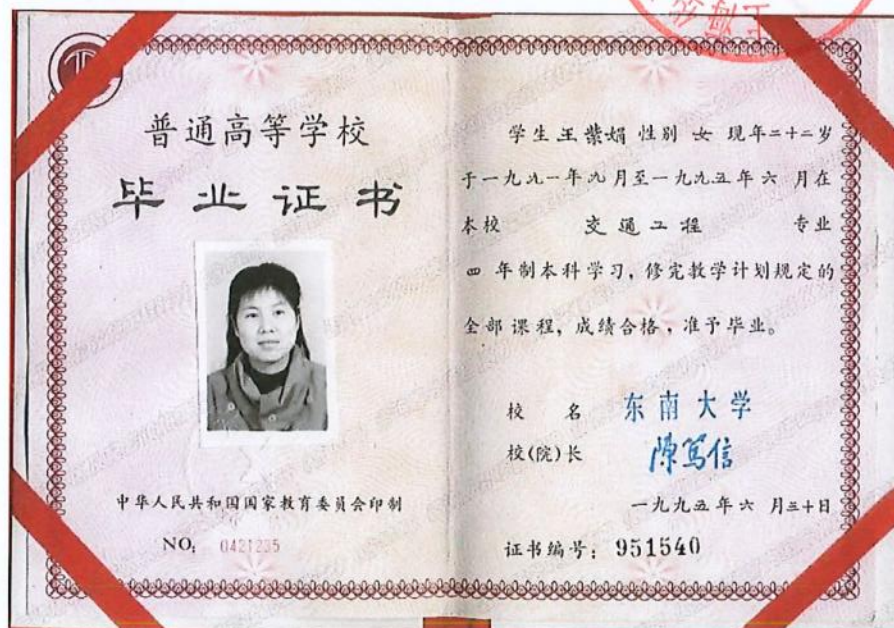 普通高等学校
毕业证书
中华人民共和国国家教育委员会印制
NO: 0421235
学生 王紫娟 性别 女 现年二十二岁
于一九九一年九月至一九九五年六 月在
本校 交通工程 专业
四 年制本科学习，修完教学计划规定的
全部课程，成绩合格，准予毕业。
校 名 东南大学
校(院)长 陈笃信
一九九五年六 月三十日
证书编号: 951540